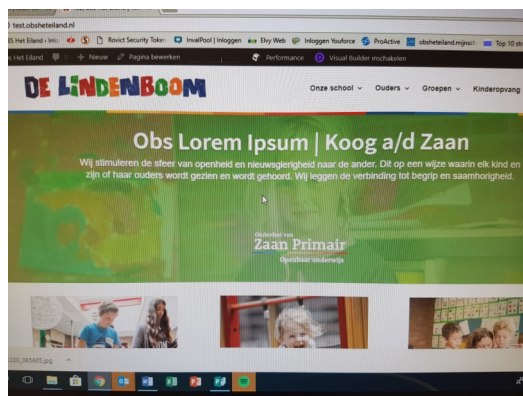 test.obsheteiland.nl
Rovict Security Token
InvalPool | Inloggen
Elvy Web
Inloggen Youforce
ProActive
obsheteiland.mijnsch
Top 10
s Het Eiland
Nieuw
Pagina bewerken
Performance
Visual Builder inschakelen
DE LINDENBOOM
Onze school
Ouders
Groepen
Kinderopvang
Obs Lorem Ipsum | Koog a/d Zaan
Wij stimuleren de sfeer van openheid en nieuwsgierigheid naar de ander. Dit op een wijze waarin elk kind en
zijn of haar ouders wordt gezien en wordt gehoord. Wij leggen de verbinding tot begrip en saamhorigheid.
Onderdeel van
Zaan Primair
Openbaar onderwijs
220_065605.jpg